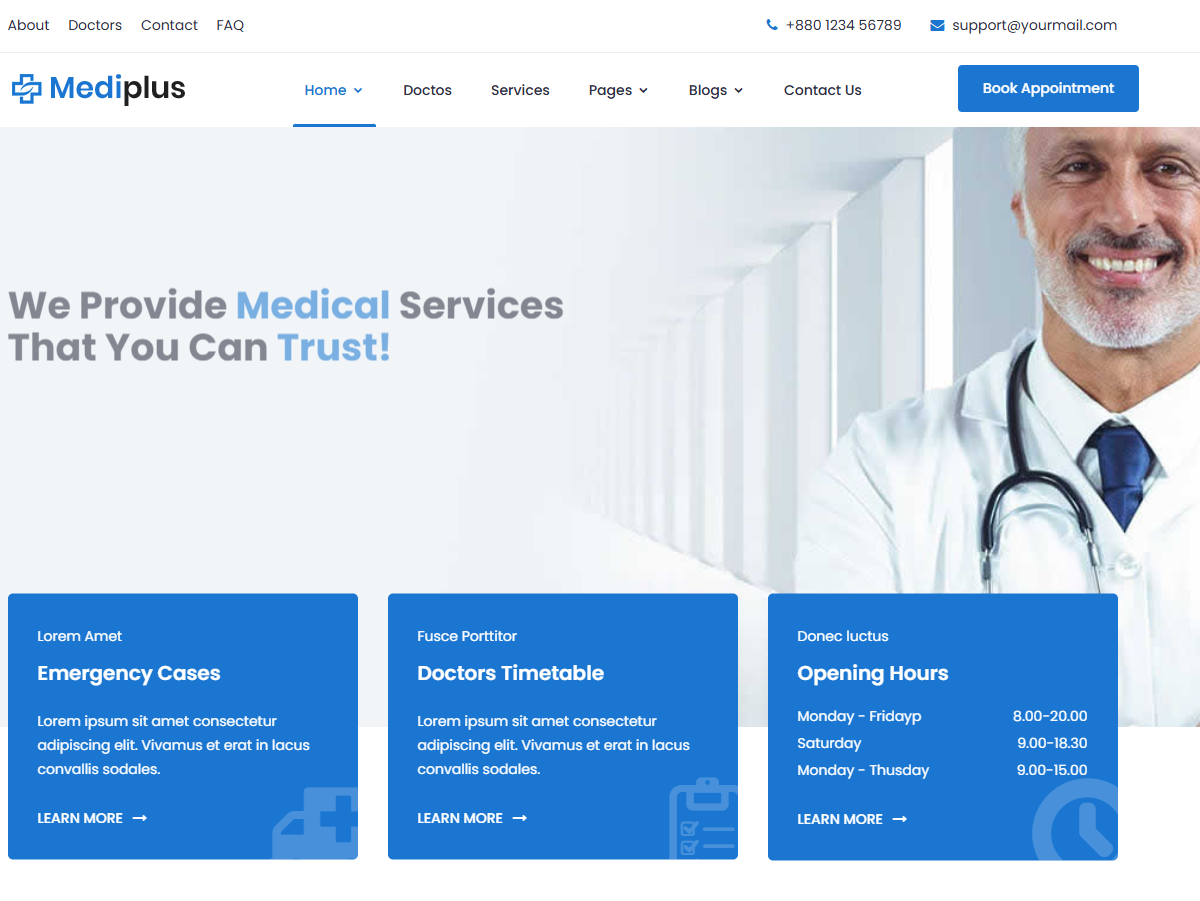 About Doctors Contact FAQ
+880 1234 56789 support@yourmail.com
Mediplus
Home Doctos Services Pages Blogs Contact Us
Book Appointment
We Provide Medical Services
That You Can Trust!
Lorem Amet
Emergency Cases
Lorem ipsum sit amet consectetur
adipiscing elit. Vivamus et erat in lacus
convallis sodales.
LEARN MORE
Fusce Porttitor
Doctors Timetable
Lorem ipsum sit amet consectetur
adipiscing elit. Vivamus et erat in lacus
convallis sodales.
LEARN MORE
Donec luctus
Opening Hours
Monday - Fridayp 8.00-20.00
Saturday 9.00-18.30
Monday - Thusday 9.00-15.00
LEARN MORE